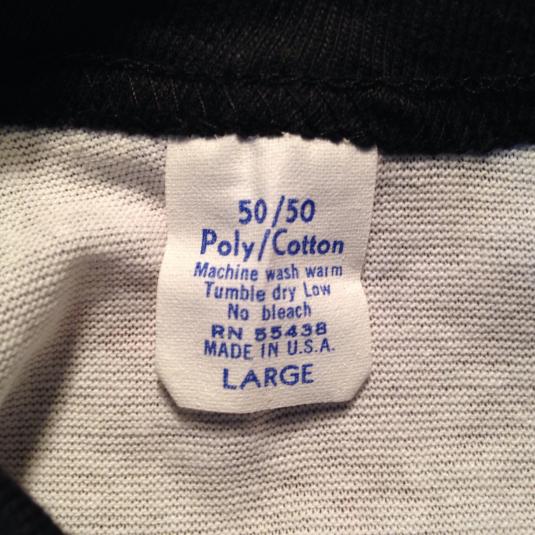 50/50
Poly/Cotton
Machine wash warm
Tumble dry Low
No bleach
RN 55438
MADE IN U.S.A.
LARGE